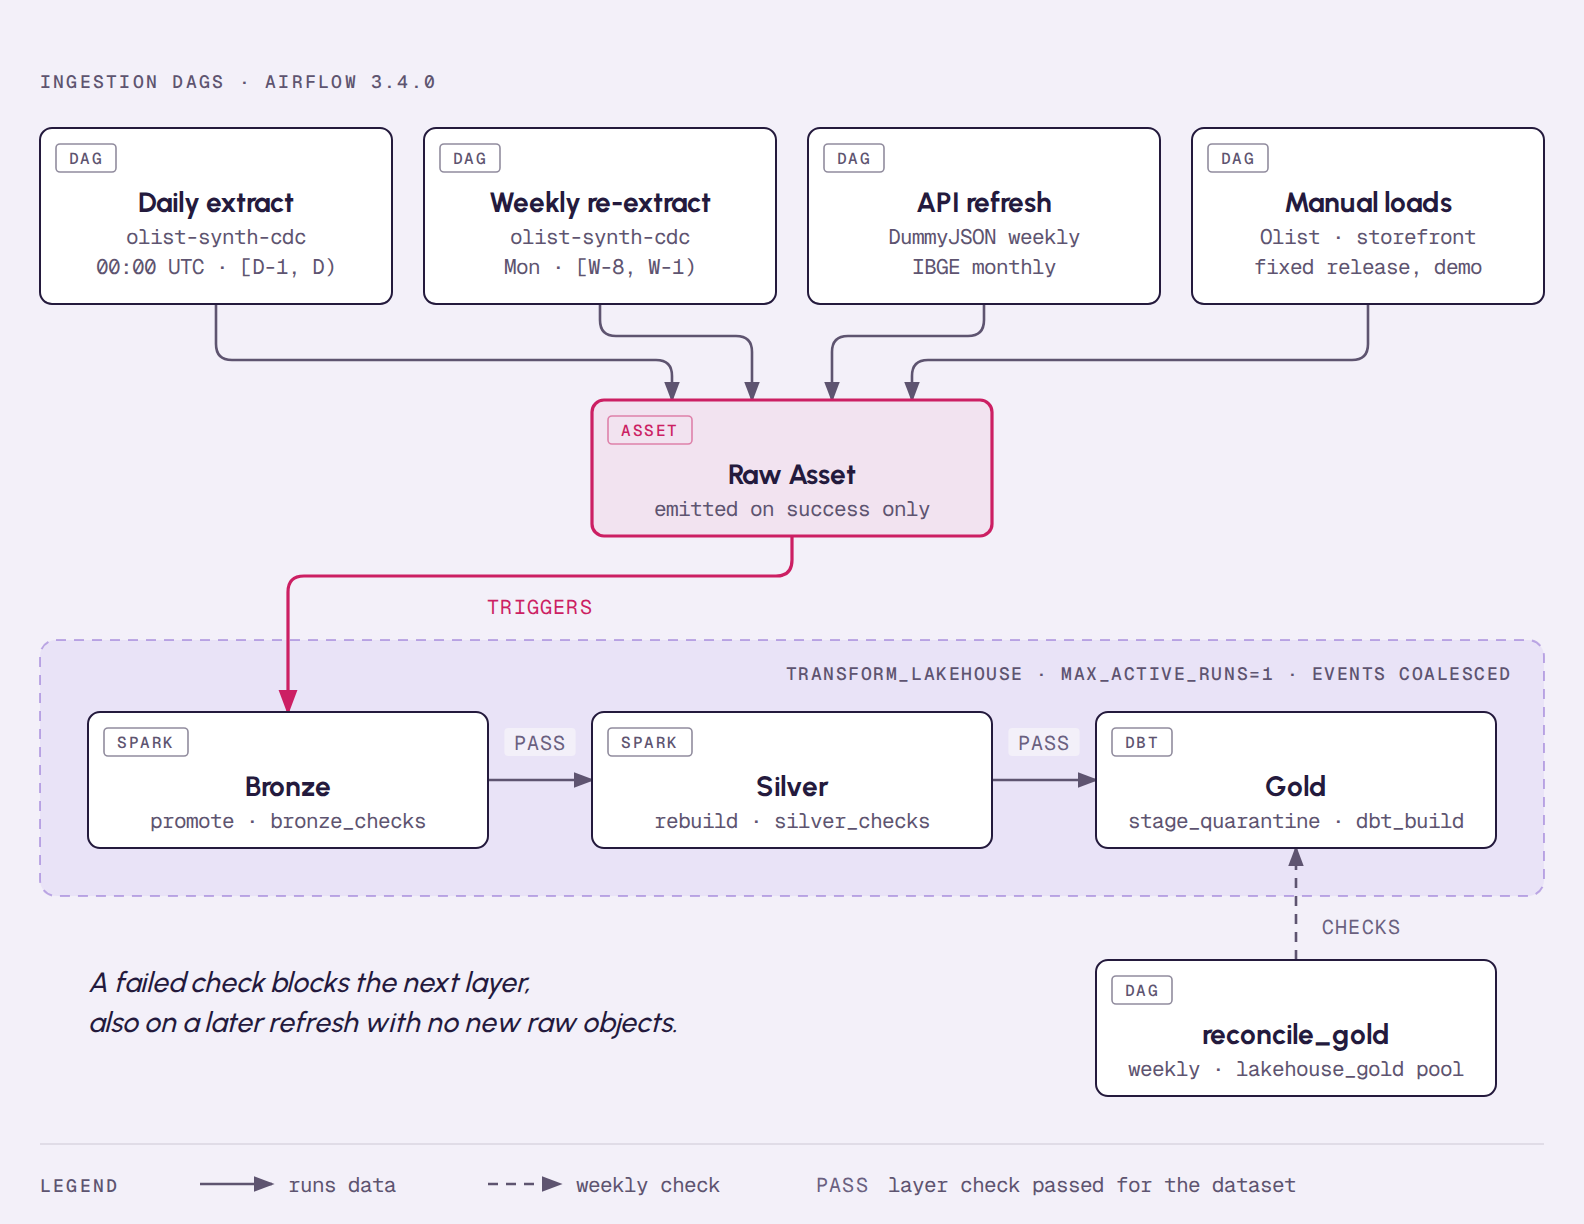 INGESTION DAGS · AIRFLOW 3.4.0
DAG
Daily extract
olist-synth-cdc
00:00 UTC · [D-1, D)
DAG
Weekly re-extract
olist-synth-cdc
Mon · [W-8, W-1)
DAG
API refresh
DummyJSON weekly
IBGE monthly
DAG
Manual loads
Olist · storefront
fixed release, demo
ASSET
Raw Asset
emitted on success only
TRIGGERS
TRANSFORM_LAKEHOUSE · MAX_ACTIVE_RUNS=1 · EVENTS COALESCED
SPARK
Bronze
promote · bronze_checks
PASS
SPARK
Silver
rebuild · silver_checks
PASS
DBT
Gold
stage_quarantine · dbt_build
CHECKS
A failed check blocks the next layer,
also on a later refresh with no new raw objects.
DAG
reconcile_gold
weekly · lakehouse_gold pool
LEGEND
runs data
weekly check
PASS layer check passed for the dataset